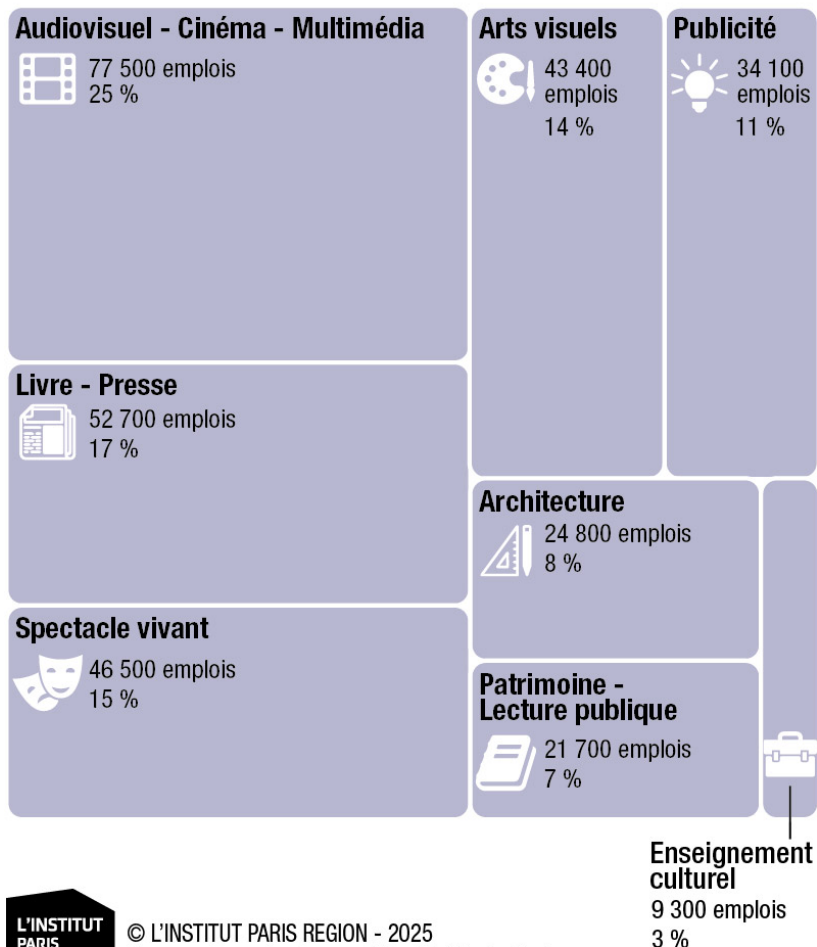 Audiovisuel - Cinéma - Multimédia
77 500 emplois
25 %
Arts visuels
43 400
emplois
14 %
Publicité
34 100
emplois
11 %
Livre - Presse
52 700 emplois
17 %
Architecture
24 800 emplois
8 %
Spectacle vivant
46 500 emplois
15 %
Patrimoine -
Lecture publique
21 700 emplois
7 %
Enseignement
culturel
9 300 emplois
3 %
L'INSTITUT
PARIS
© L'INSTITUT PARIS REGION - 2025